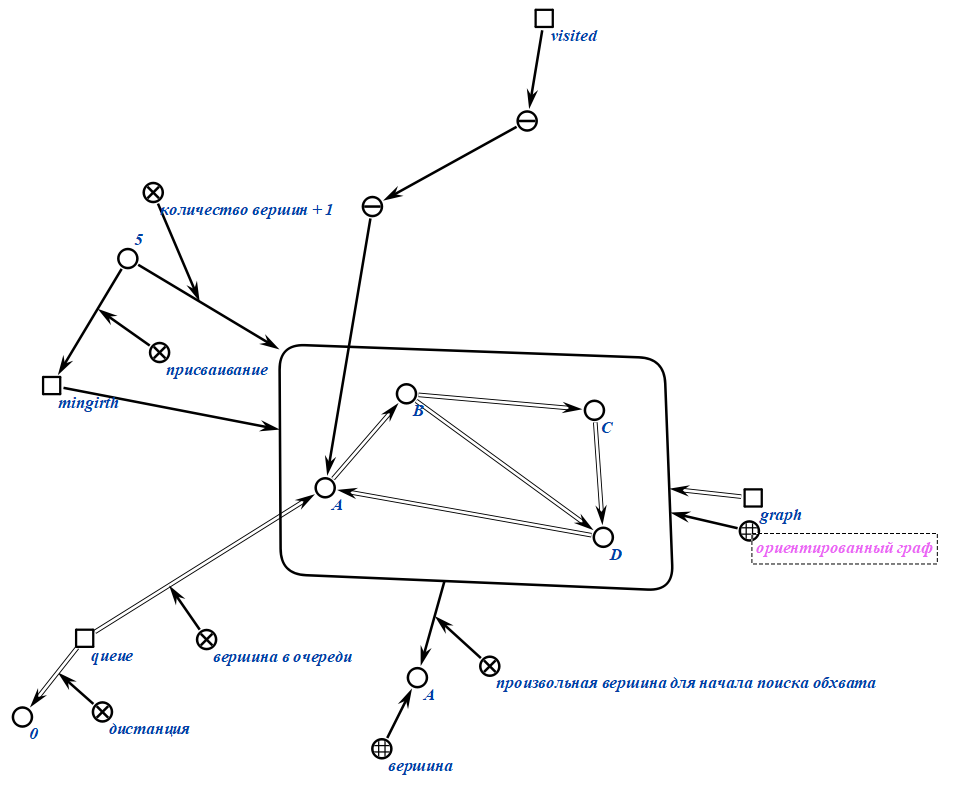 visited
количество вершин + 1
5
присваивание
mingirth
B
C
A
graph
ориентированный граф
D
queue
вершина в очереди
произвольная вершина для начала поиска обхвата
A
дистанция
0
вершина